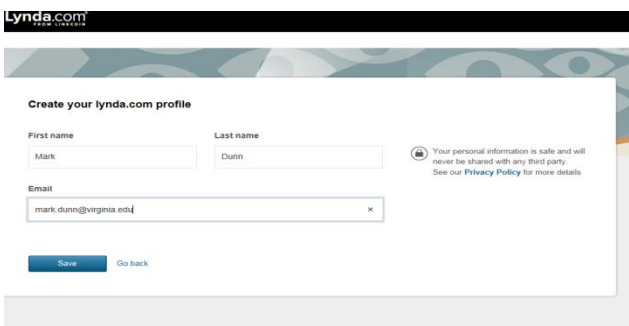 Lynda.com
FROM LINKEDIN
Create your lynda.com profile
First name
Last name
Mark
Dunn
Your personal information is safe and will
never be shared with any third party.
See our Privacy Policy for more details
Email
mark.dunn@virginia.edu
×
Save
Go back